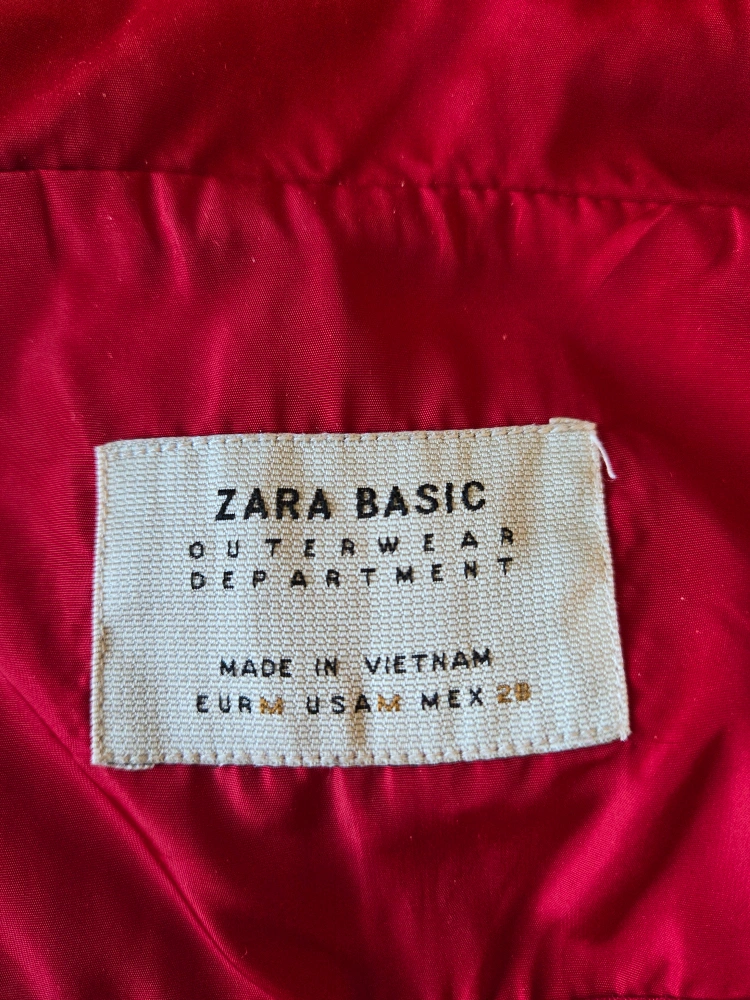 ZARA BASIC
OUTERWEAR
DEPARTMENT
MADE IN VIETNAM
EUR M USA M MEX 28